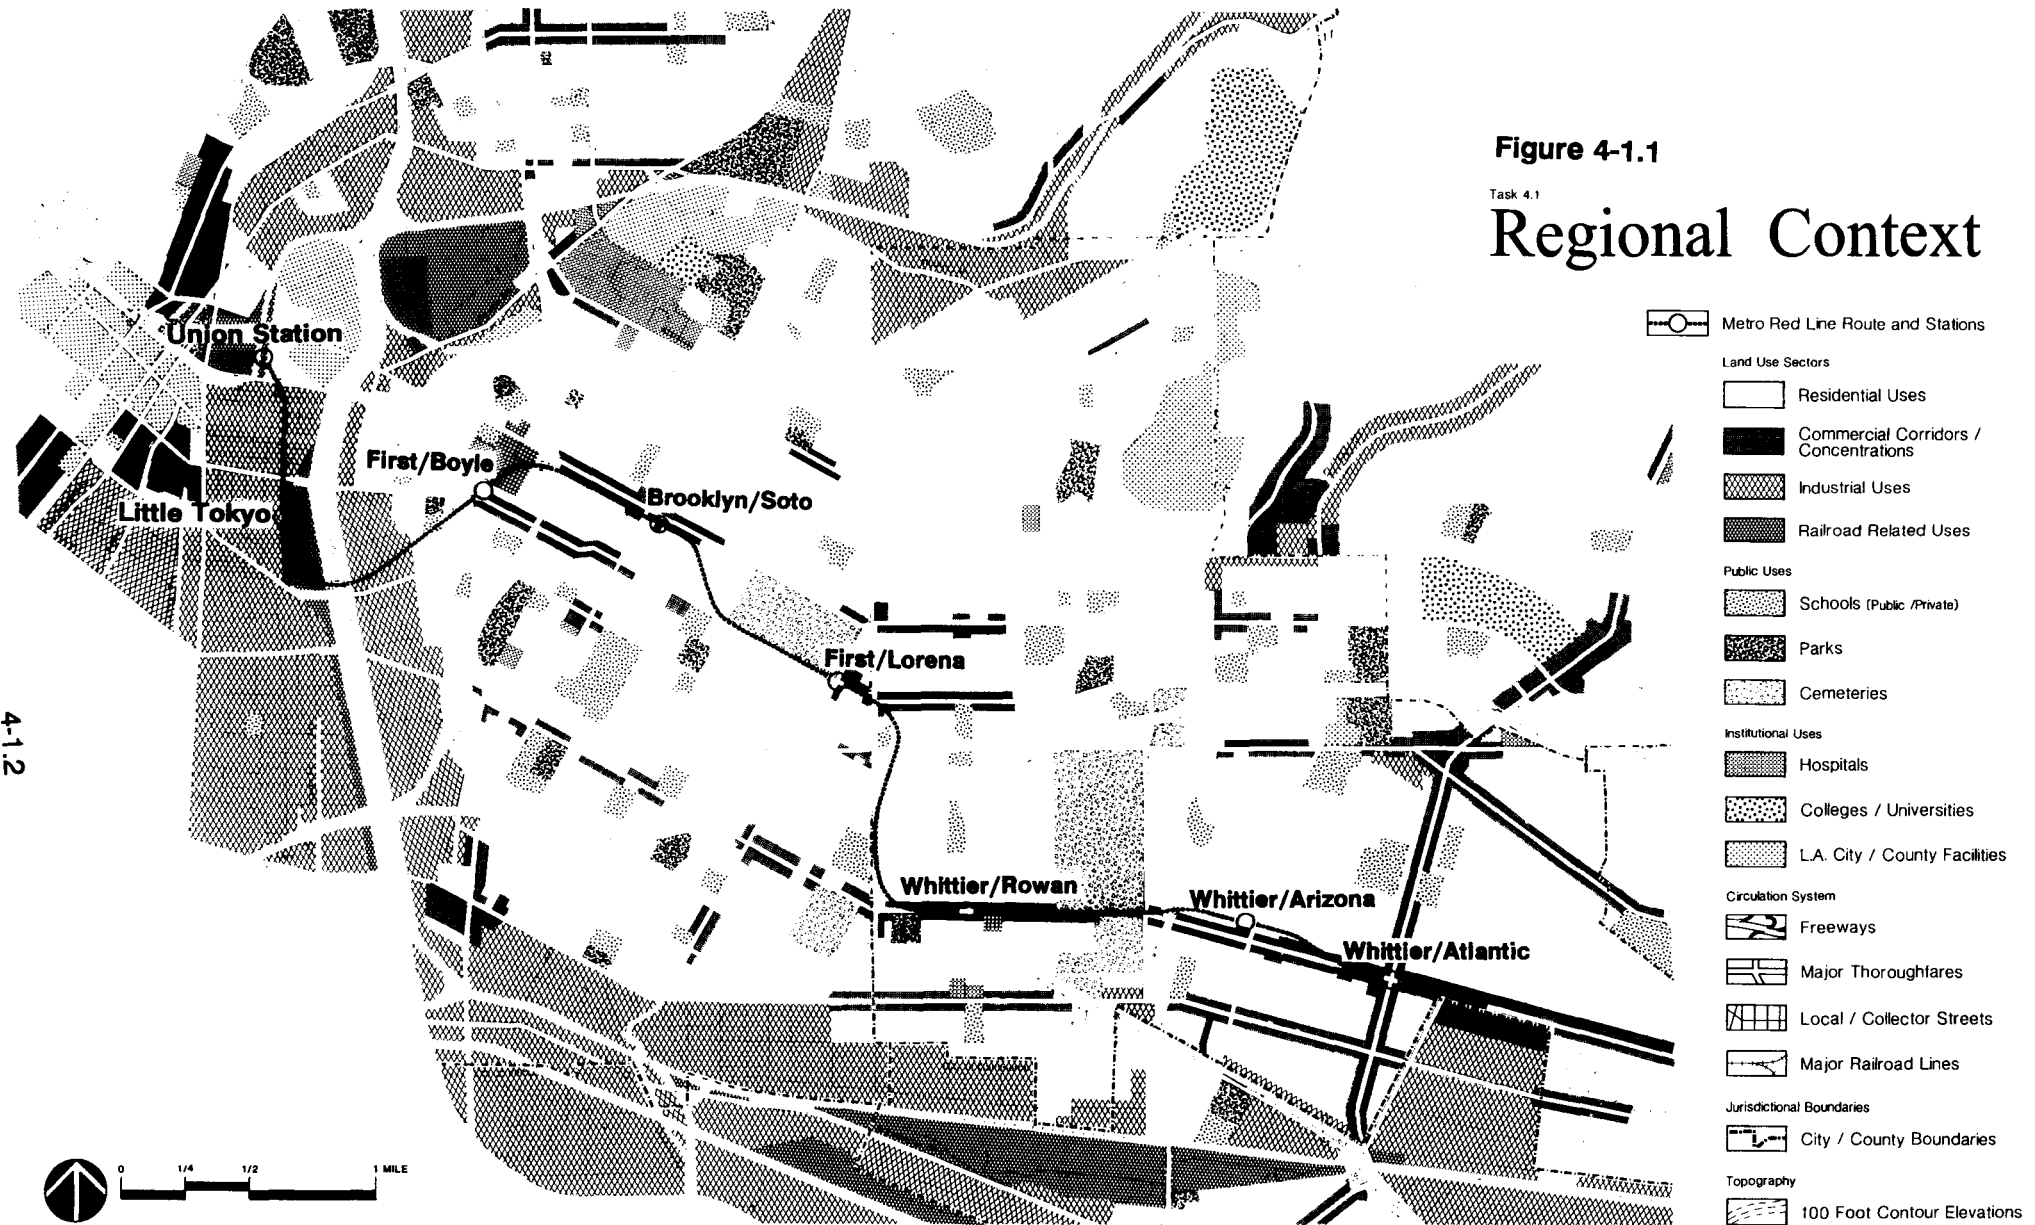 Figure 4-1.1
Task 4.1
Regional Context
Metro Red Line Route and Stations
Land Use Sectors
Residential Uses
Commercial Corridors /
Concentrations
Industrial Uses
Railroad Related Uses
Public Uses
Schools (Public /Private)
Parks
Cemeteries
Institutional Uses
Hospitals
Colleges / Universities
L.A. City / County Facilities
Circulation System
Freeways
Major Thoroughfares
Local / Collector Streets
Major Railroad Lines
Jurisdictional Boundaries
City / County Boundaries
Topography
100 Foot Contour Elevations
Union Station
First/Boyle
Brooklyn/Soto
Little Tokyo
First/Lorena
Whittier/Rowan
Whittier/Arizona
Whittier/Atlantic
0 1/4 1/2 1 MILE
4-1.2